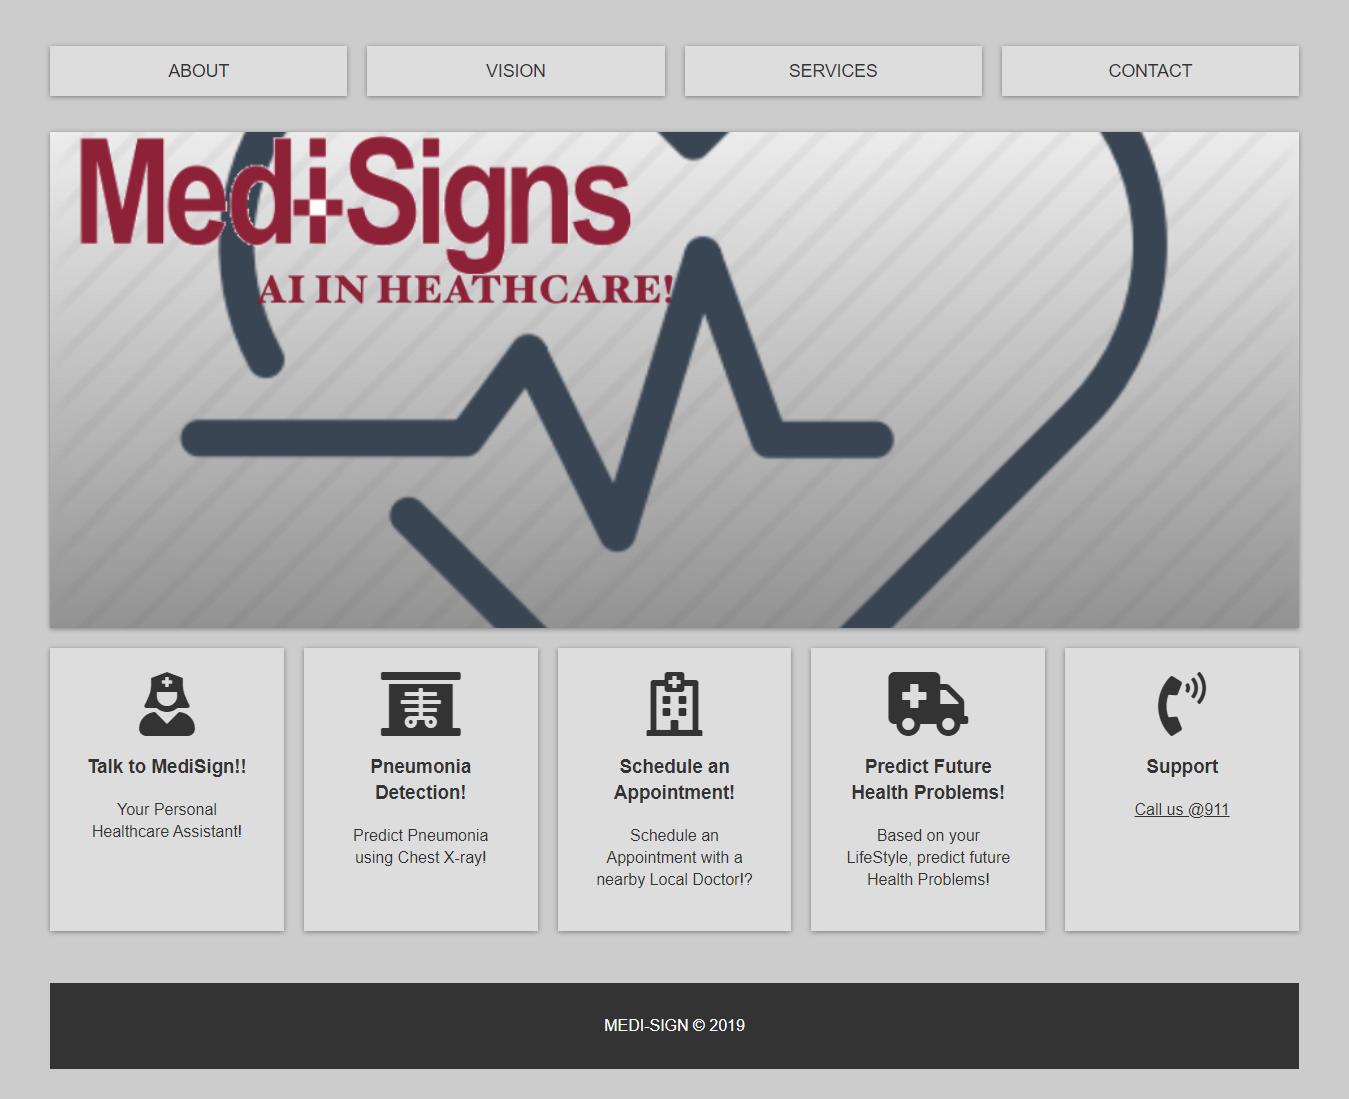 ABOUT
VISION
SERVICES
CONTACT
Medi Signs
AI IN HEATHCARE!
Talk to MediSign!!
Your Personal
Healthcare Assistant!
Pneumonia
Detection!
Predict Pneumonia
using Chest X-ray!
Schedule an
Appointment!
Schedule an
Appointment with a
nearby Local Doctor!?
Predict Future
Health Problems!
Based on your
LifeStyle, predict future
Health Problems!
Support
Call us @911
MEDI-SIGN © 2019